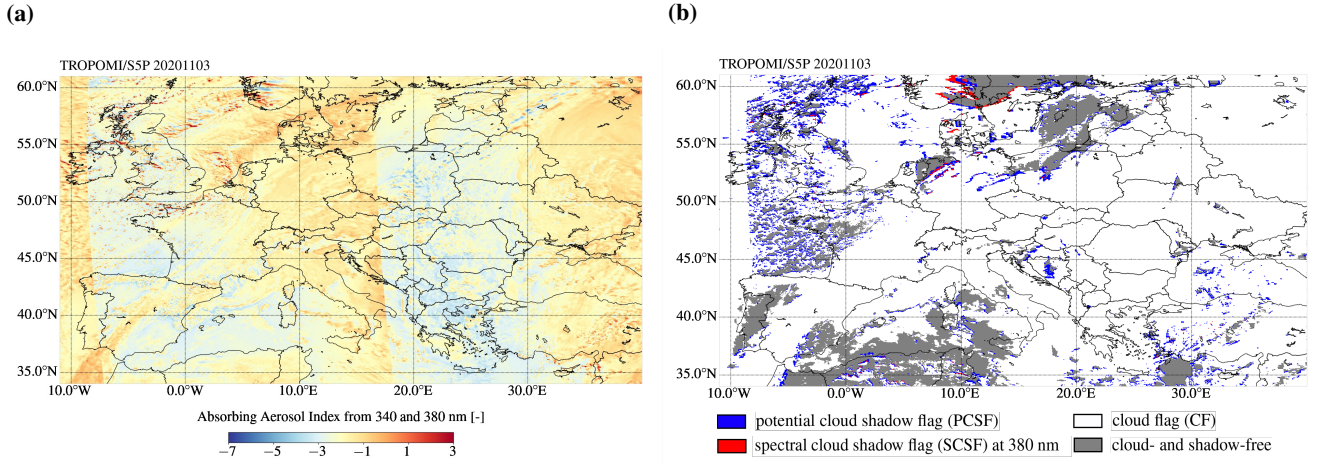 (a)
(b)
TROPOMI/S5P 20201103
60.0°N
55.0°N
50.0°N
45.0°N
40.0°N
35.0°N
10.0°W 0.0°W 10.0°W 20.0°W 30.0°W
Absorbing Aerosol Index from 340 and 380 nm [-]
−7 −5 −3 −1 1 3
TROPOMI/S5P 20201103
60.0°N
55.0°N
50.0°N
45.0°N
40.0°N
35.0°N
10.0°W 0.0°W 10.0°W 20.0°W 30.0°W
potential cloud shadow flag (PCSF)
cloud flag (CF)
spectral cloud shadow flag (SCSF) at 380 nm
cloud- and shadow-free